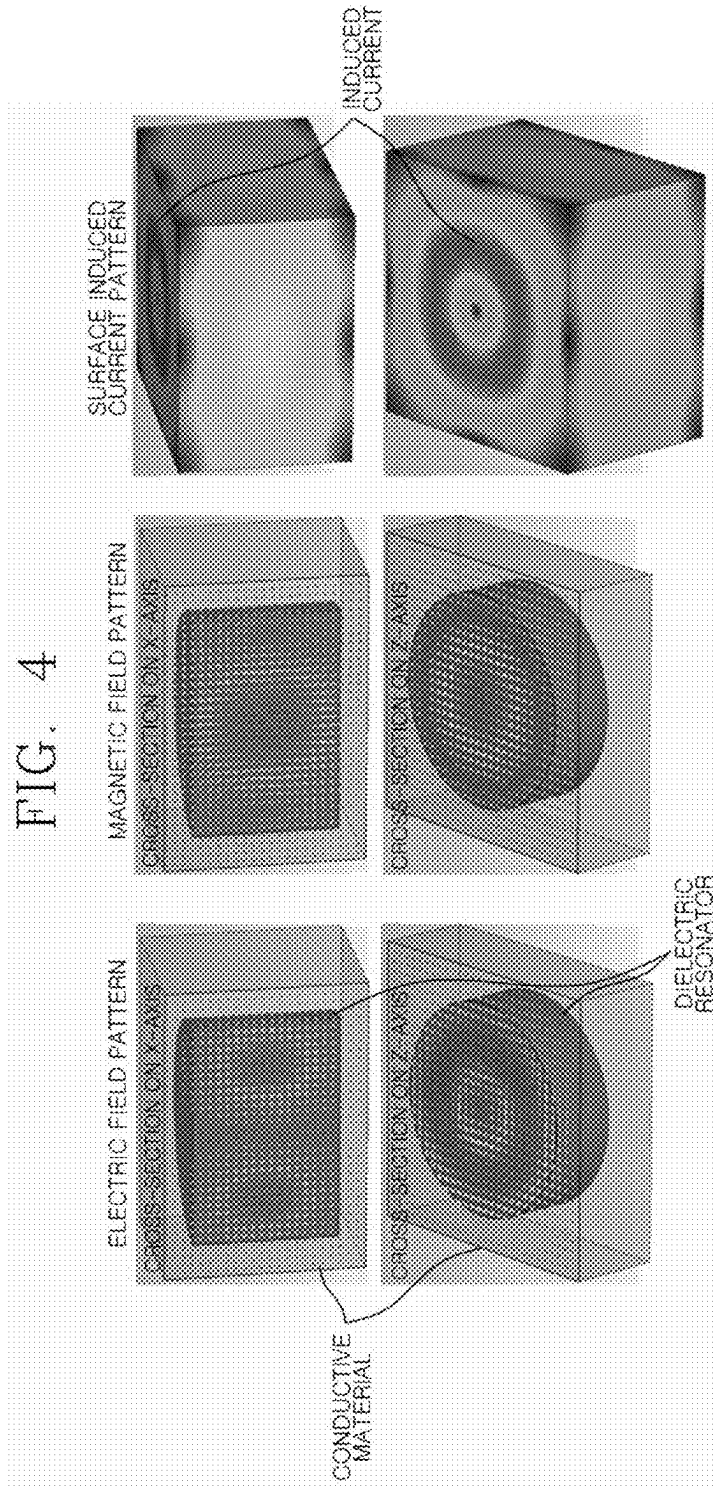 FIG. 4
ELECTRIC FIELD PATTERN
MAGNETIC FIELD PATTERN
SURFACE INDUCED
CURRENT PATTERN
CROSS-SECTION ON X-AXIS
CROSS-SECTION ON X-AXIS
CROSS-SECTION ON Z-AXIS
CROSS-SECTION ON Z-AXIS
CONDUCTIVE
MATERIAL
DIELECTRIC
RESONATOR
INDUCED
CURRENT